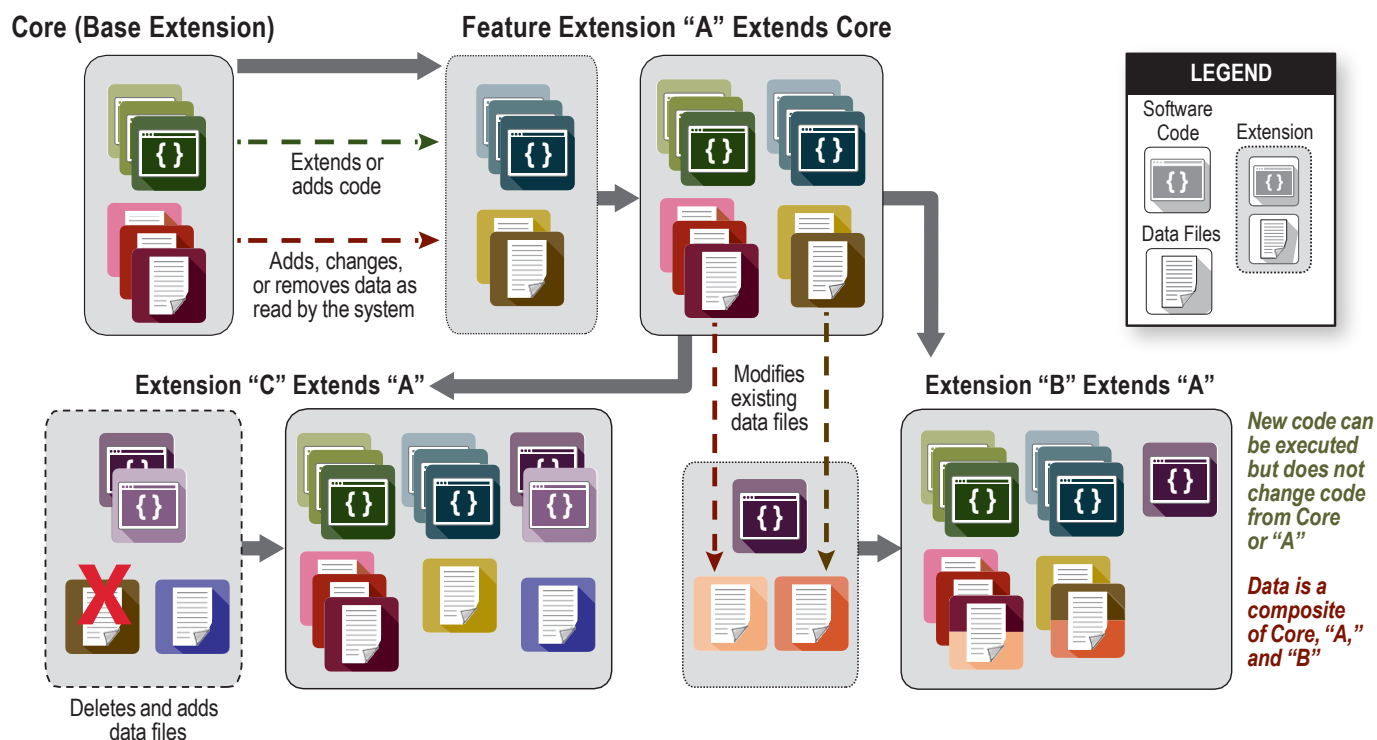 Core (Base Extension)
Feature Extension “A” Extends Core
LEGEND
Software
Code
Extension
{ }
{ }
{ }
{ }
{ }
{ }
Data Files
Extends or
adds code
Adds, changes,
or removes data as
read by the system
Extension “C” Extends “A”
Modifies
existing
data files
Extension “B” Extends “A”
{ }
{ }
{ }
{ }
{ }
{ }
{ }
{ }
X
New code can
be executed
but does not
change code
from Core
or “A”
Data is a
composite
of Core, “A,”
and “B”
Deletes and adds
data files